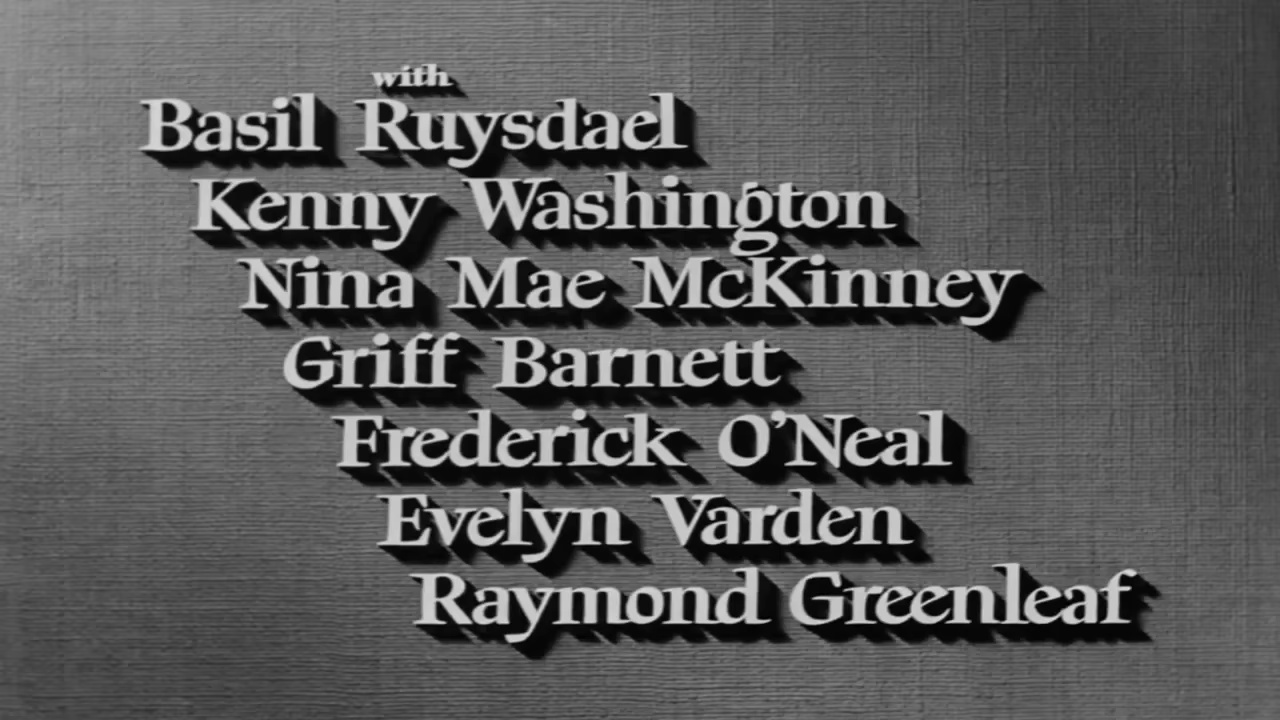 with
Basil Ruysdael
Kenny Washington
Nina Mae McKinney
Griff Barnett
Frederick O'Neal
Evelyn Varden
Raymond Greenleaf